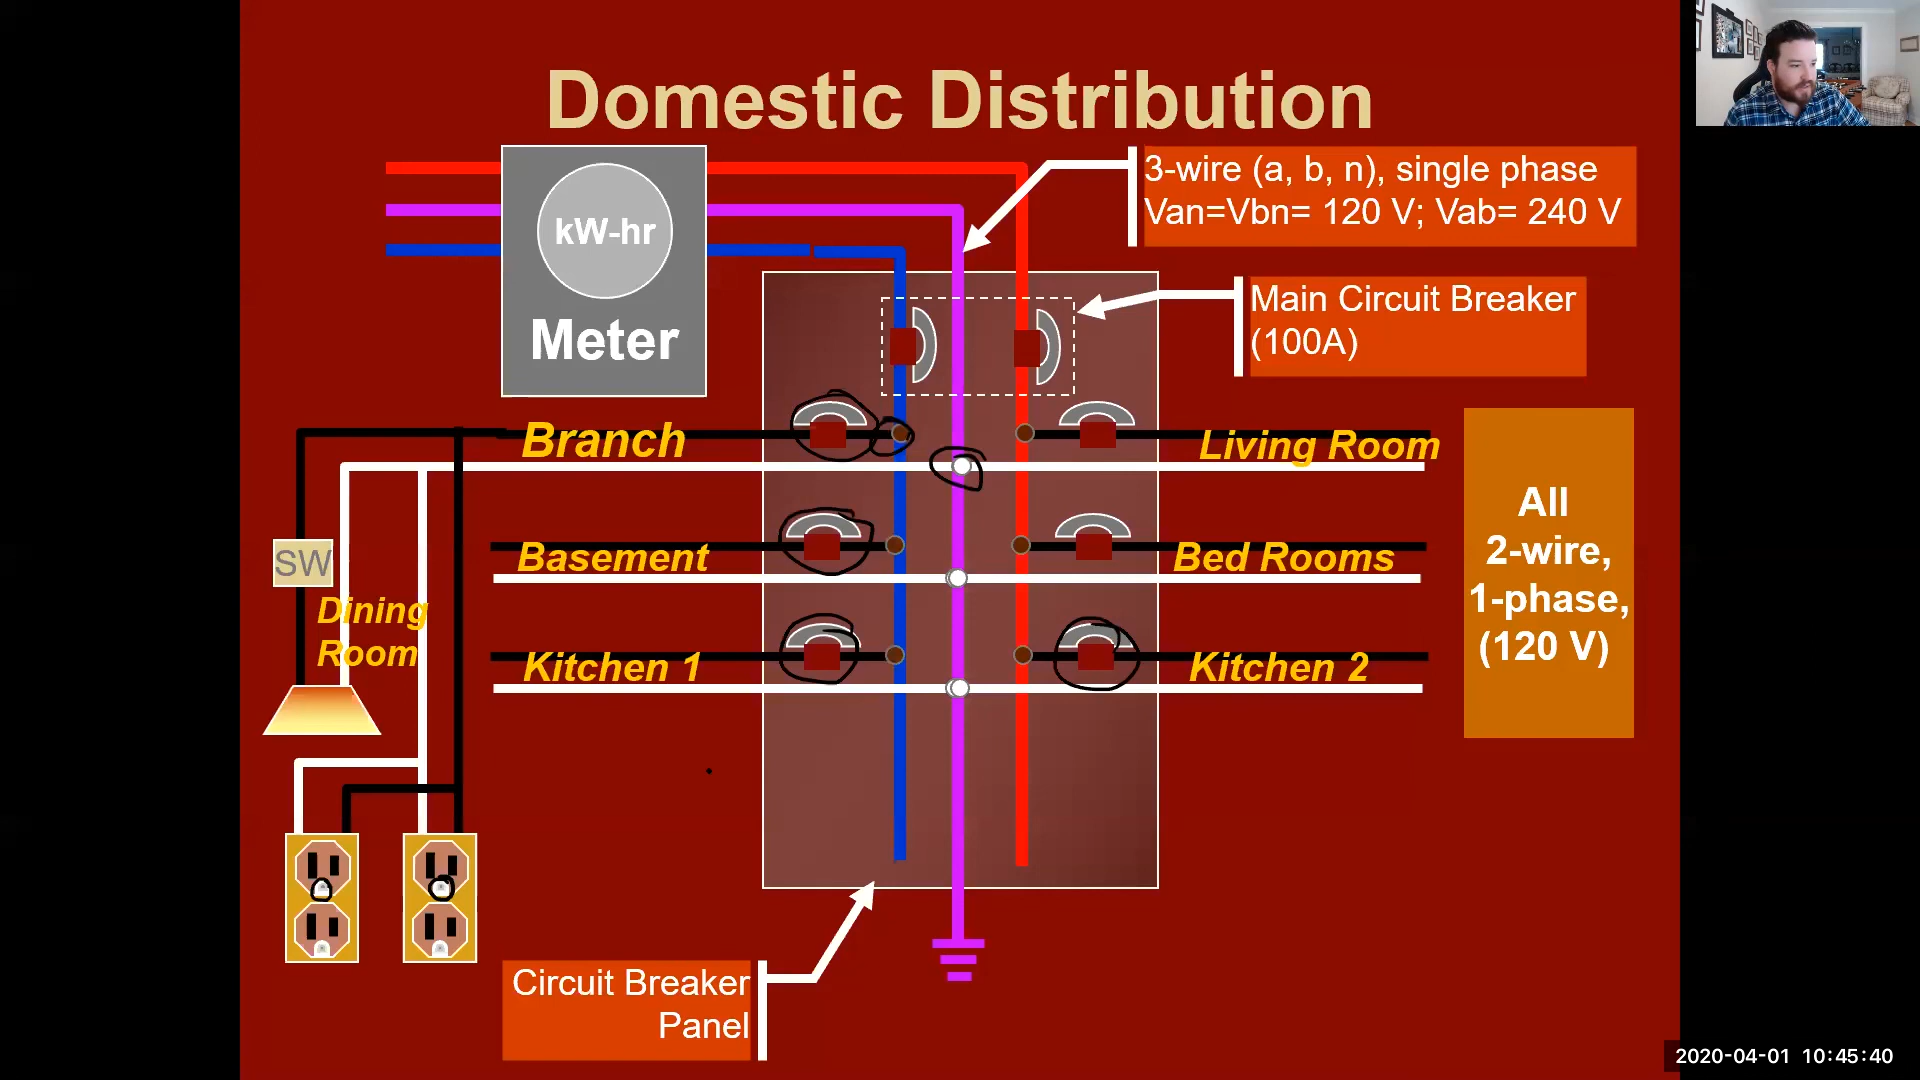 Domestic Distribution
kW-hr
Meter
3-wire (a, b, n), single phase
Van=Vbn= 120 V; Vab= 240 V
Main Circuit Breaker
(100A)
Branch
Living Room
SW
Dining
Room
Basement
Bed Rooms
Kitchen 1
Kitchen 2
All
2-wire,
1-phase,
(120 V)
Circuit Breaker
Panel
2020-04-01 10:45:40